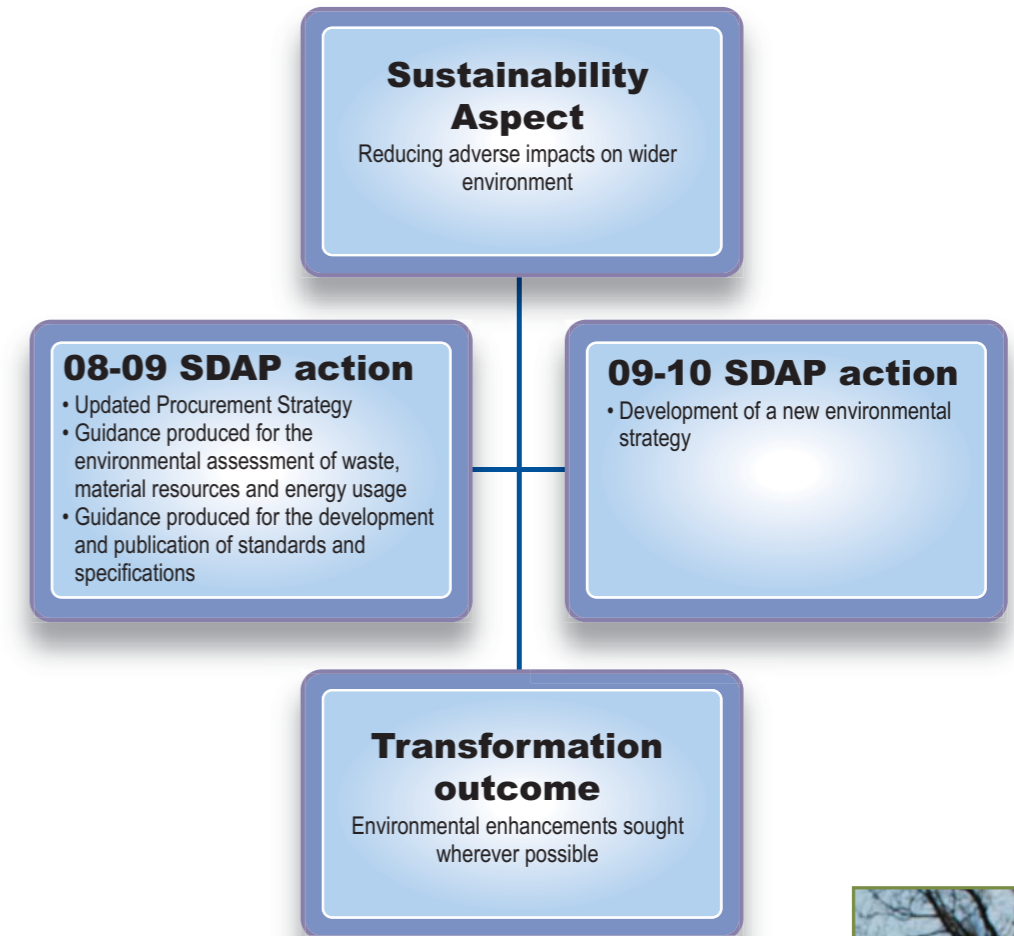 Sustainability
Aspect
Reducing adverse impacts on wider
environment
08-09 SDAP action
• Updated Procurement Strategy
• Guidance produced for the
environmental assessment of waste,
material resources and energy usage
• Guidance produced for the development
and publication of standards and
specifications
09-10 SDAP action
• Development of a new environmental
strategy
Transformation
outcome
Environmental enhancements sought
wherever possible